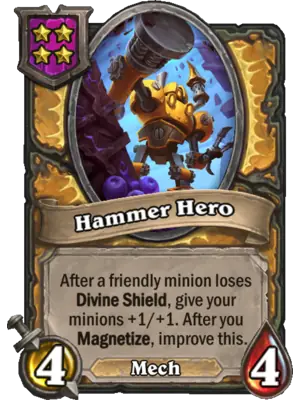 Hammer Hero
After a friendly minion loses
Divine Shield, give your
minions +1/+1. After you
Magnetize, improve this.
4
Mech
4